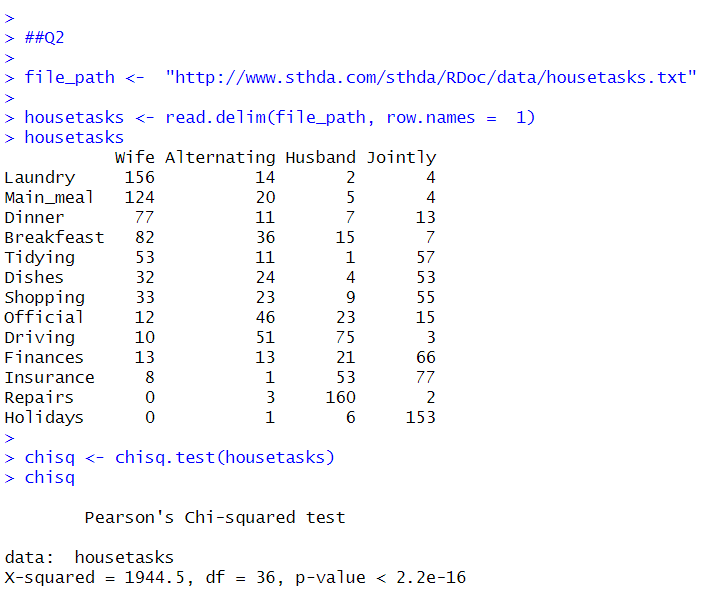 >
> ##Q2
>
> file_path <-  "http://www.sthda.com/sthda/RDoc/data/housetasks.txt"
>
> housetasks <- read.delim(file_path, row.names =  1)
> housetasks
           Wife Alternating Husband Jointly
Laundry     156          14       2       4
Main_meal   124          20       5       4
Dinner       77          11       7      13
Breakfeast   82          36      15       7
Tidying      53          11       1      57
Dishes       32          24       4      53
Shopping     33          23       9      55
Official     12          46      23      15
Driving      10          51      75       3
Finances     13          13      21      66
Insurance     8           1      53      77
Repairs       0           3     160       2
Holidays      0           1       6     153
>
> chisq <- chisq.test(housetasks)
> chisq

        Pearson's Chi-squared test

data:  housetasks
X-squared = 1944.5, df = 36, p-value < 2.2e-16